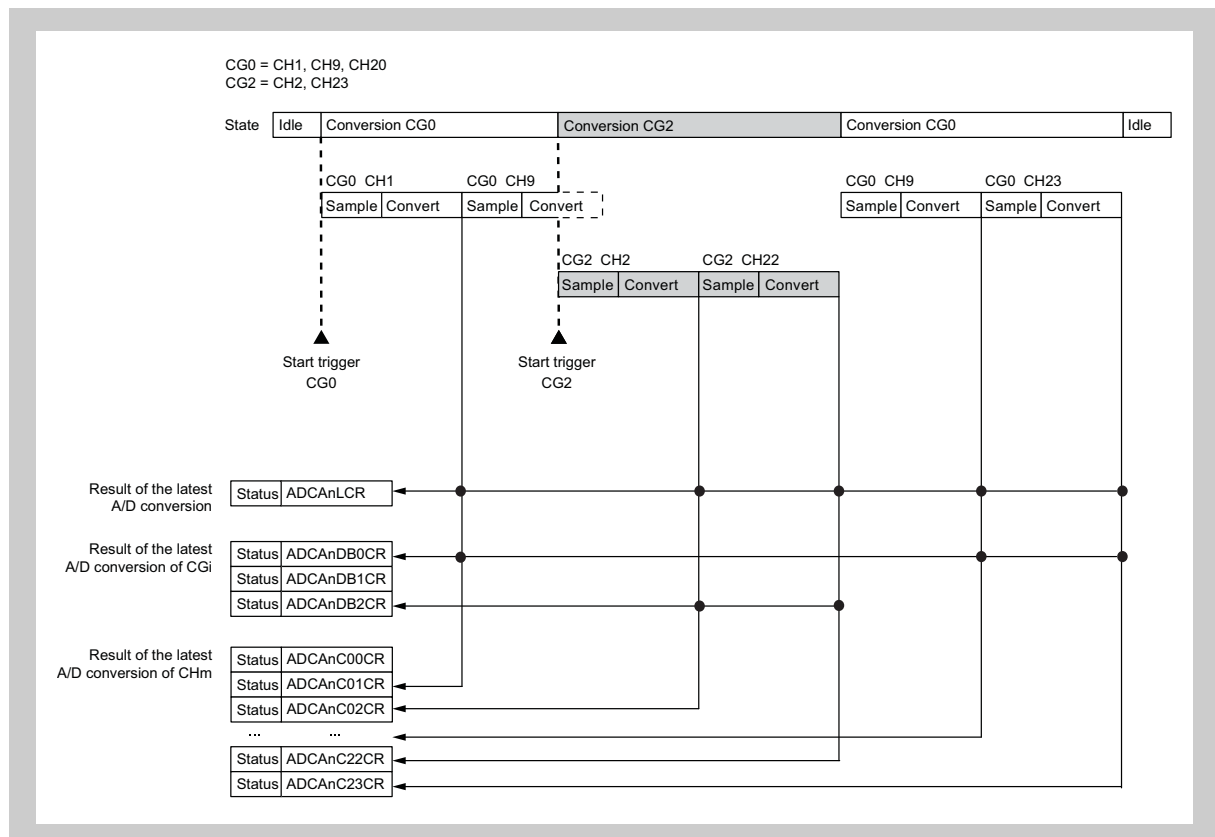 CG0 = CH1, CH9, CH20
CG2 = CH2, CH23
State Idle Conversion CG0 Conversion CG2 Conversion CG0 Idle
CG0 CH1 CG0 CH9 CG0 CH9 CG0 CH23
Sample Convert Sample Convert Sample Convert Sample Convert
CG2 CH2 CG2 CH22
Sample Convert Sample Convert
Start trigger
CG0
Start trigger
CG2
Result of the latest
A/D conversion
Status ADCAnLCR
Result of the latest
A/D conversion of CGi
Status ADCAnDB0CR
Status ADCAnDB1CR
Status ADCAnDB2CR
Result of the latest
A/D conversion of CHm
Status ADCAnC00CR
Status ADCAnC01CR
Status ADCAnC02CR
... ...
Status ADCAnC22CR
Status ADCAnC23CR